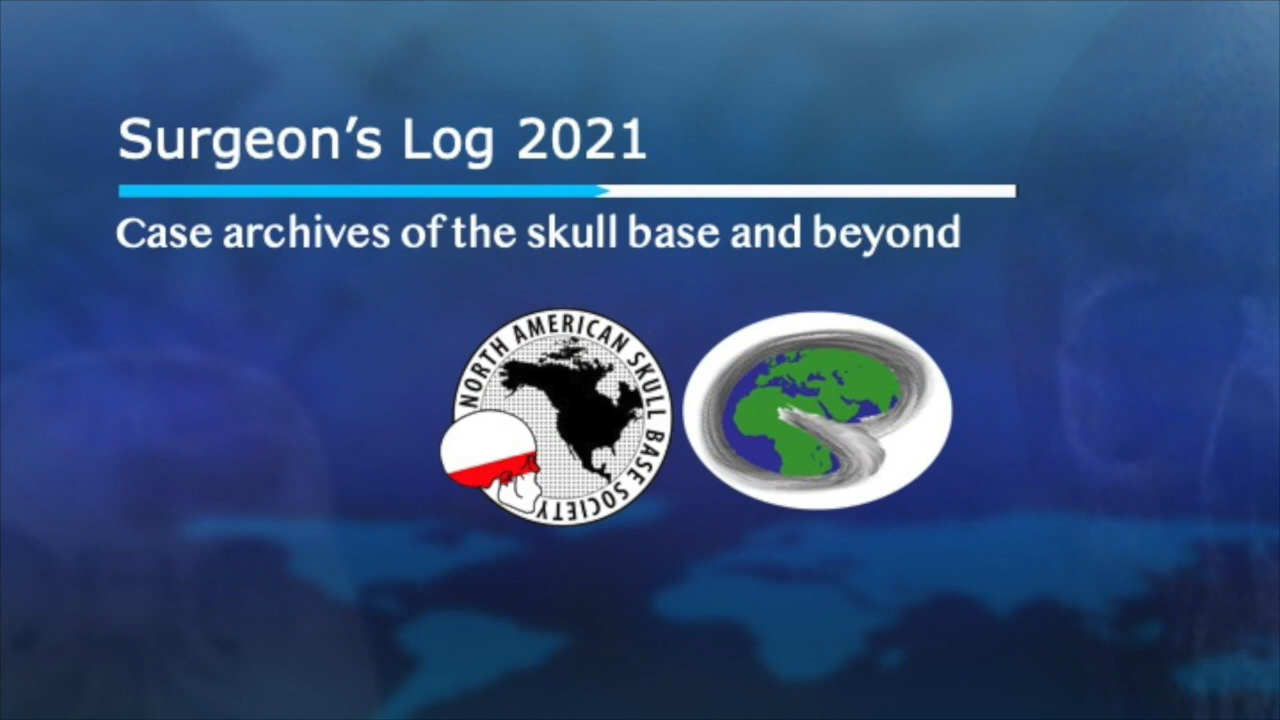 Surgeon’s Log 2021
Case archives of the skull base and beyond
NORTH AMERICAN SKULL BASE SOCIETY